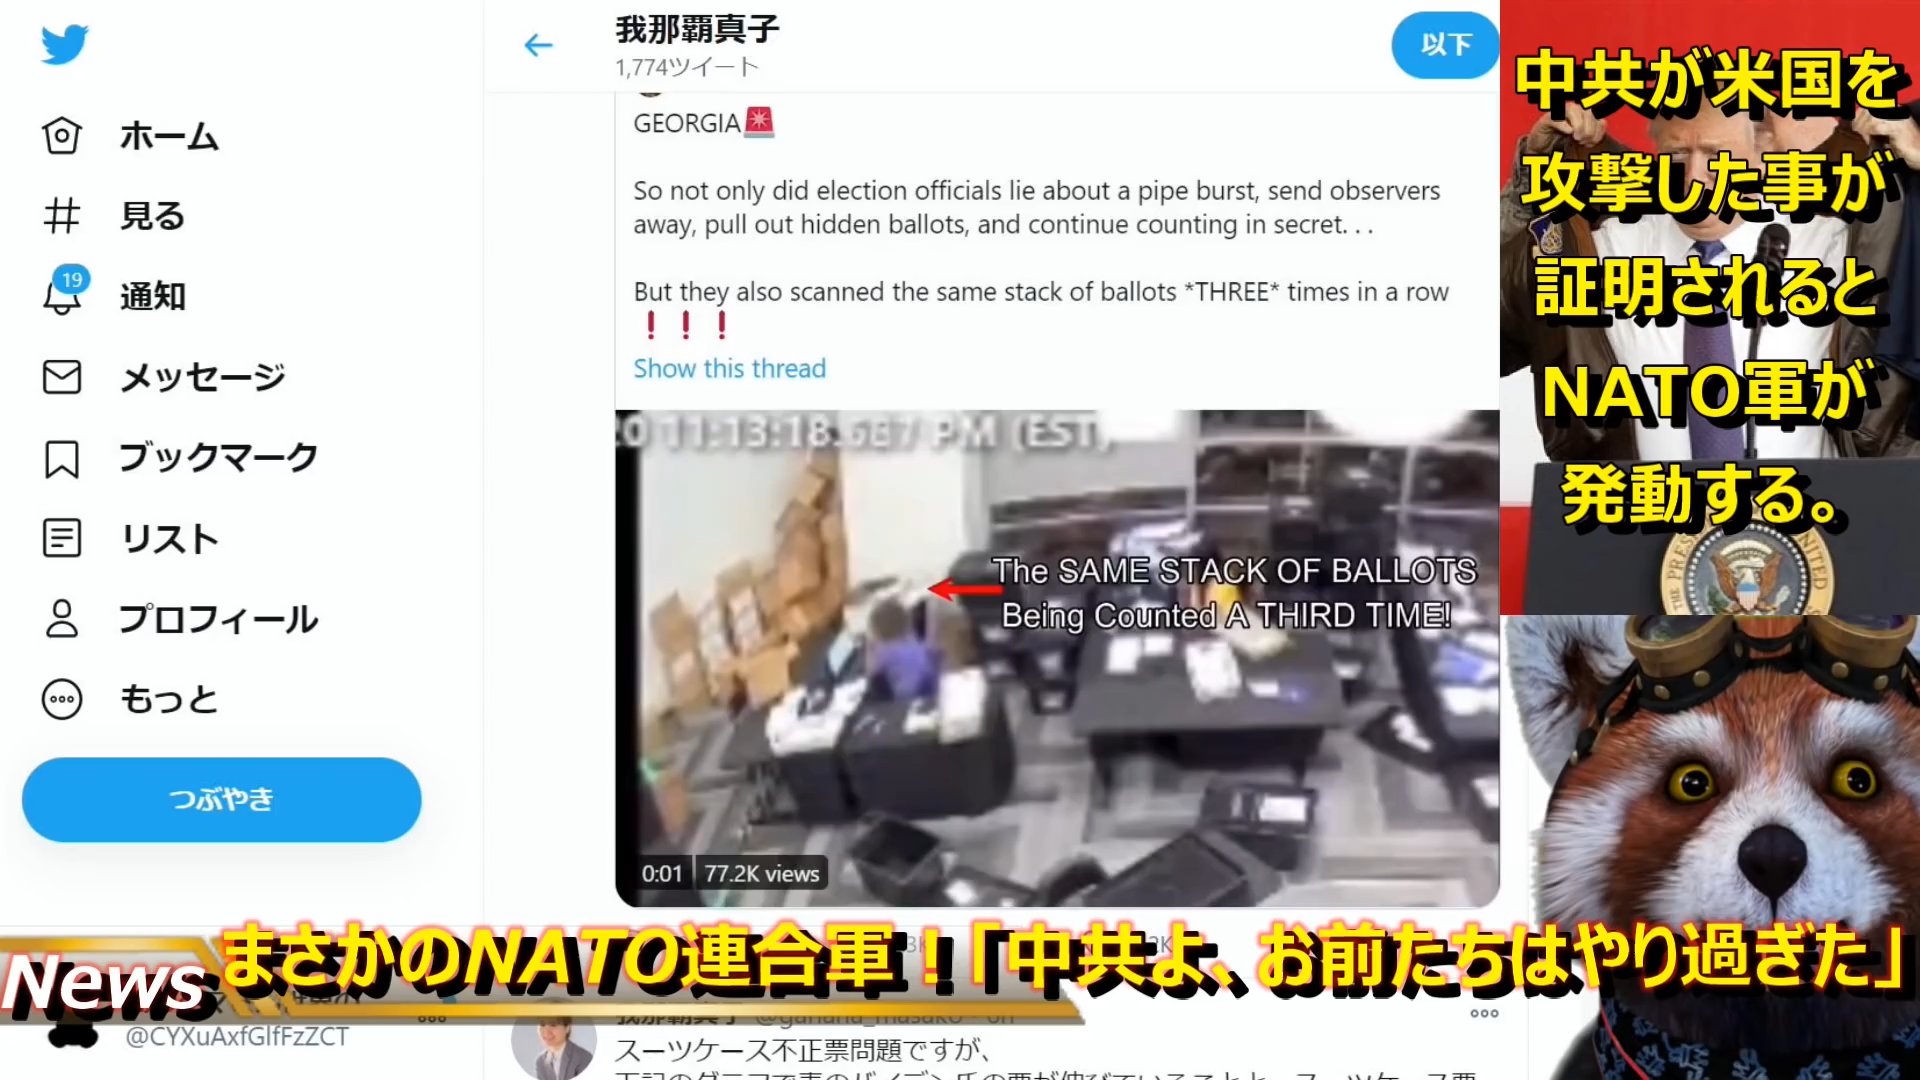 我那覇真子
1,774ツイート
以下
ホーム
見る
19
通知
メッセージ
ブックマーク
リスト
プロフィール
もっと
つぶやき
@CYXuAxfGlfFzZCT
GEORGIA🚨
So not only did election officials lie about a pipe burst, send observers
away, pull out hidden ballots, and continue counting in secret. . .
But they also scanned the same stack of ballots *THREE* times in a row
❗❗❗
Show this thread
20 11:13:18.687 PM (EST)
The SAME STACK OF BALLOTS
Being Counted A THIRD TIME!
0:01
77.2K views
中共が米国を
攻撃した事が
証明されると
NATO軍が
発動する。
News
まさかのNATO連合軍！「中共よ、お前たちはやり過ぎた」
スーツケース不正票問題ですが、